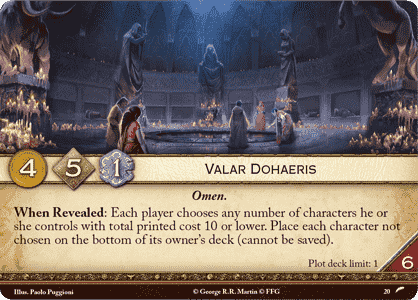 4 5 1 VALAR DOHAERIS
Omen.
When Revealed: Each player chooses any number of characters he or
she controls with total printed cost 10 or lower. Place each character not
chosen on the bottom of its owner's deck (cannot be saved).
Plot deck limit: 1
6
Illus. Paolo Puggioni © George R.R. Martin © FFG 20